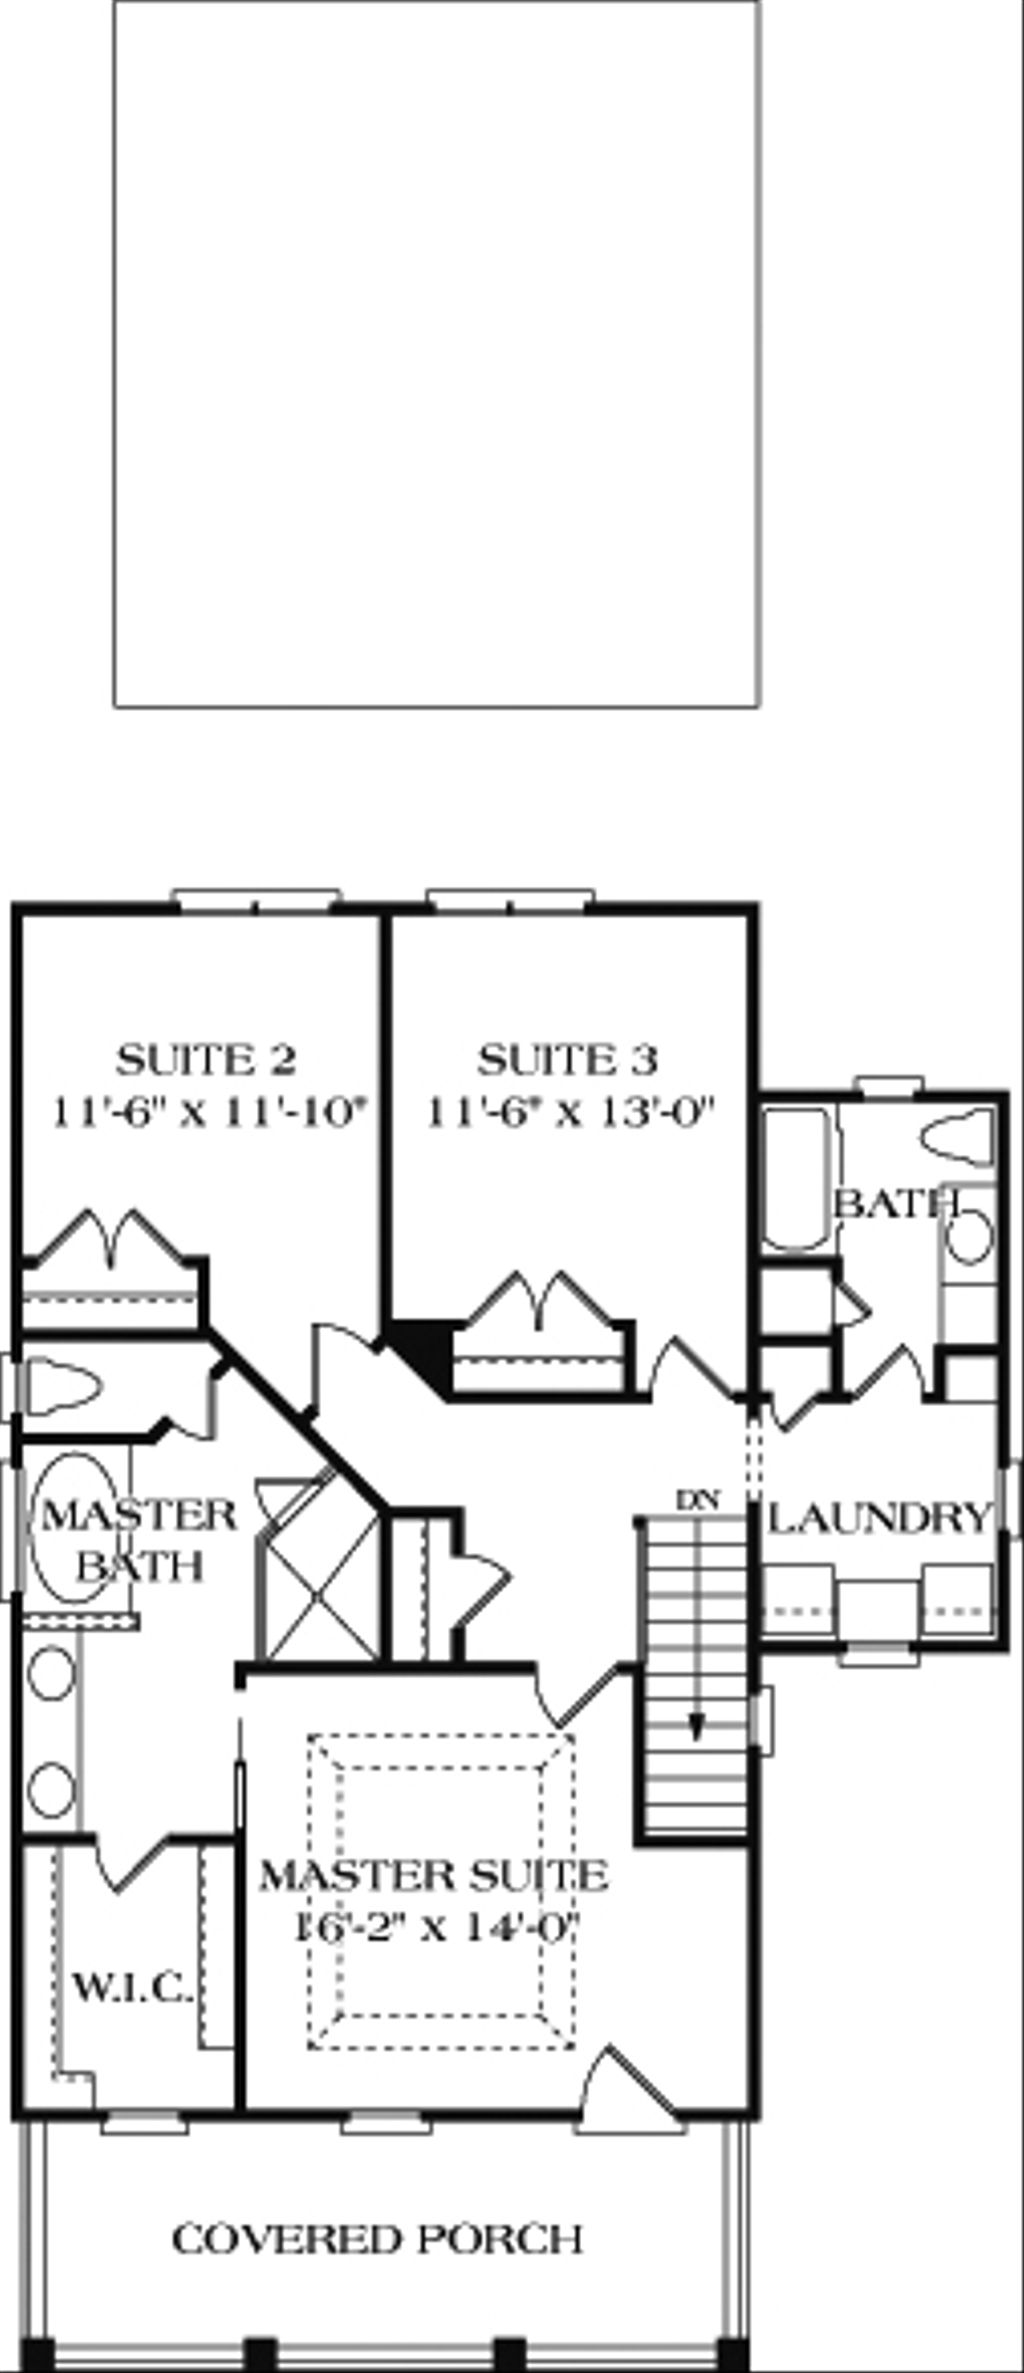 SUITE 2
11'-6" X 11'-10"
SUITE 3
11'-6" X 13'-0"
BATH
MASTER
BATH
DN
LAUNDRY
MASTER SUITE
16'-2" X 14'-0"
W.I.C.
COVERED PORCH